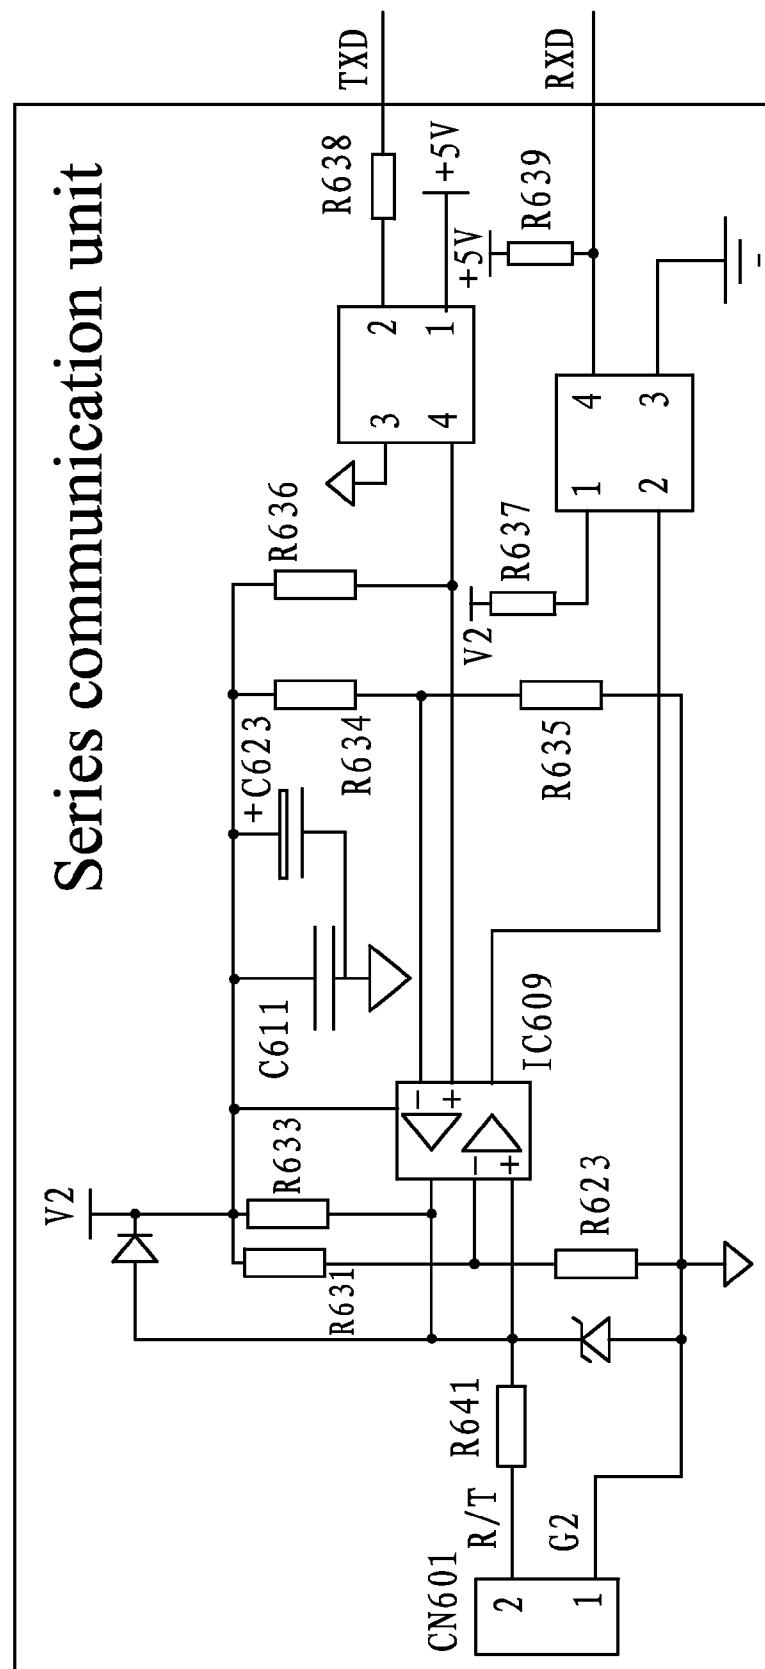 Series communication unit
TXD
RXD
R638
+5V
+5V
R639
2
1
3
4
4
3
1
2
R636
R637
V2
+C623
R634
R635
C611
IC609
-
+
-
+
V2
R633
R631
R623
R641
R/T
G2
CN601
2
1